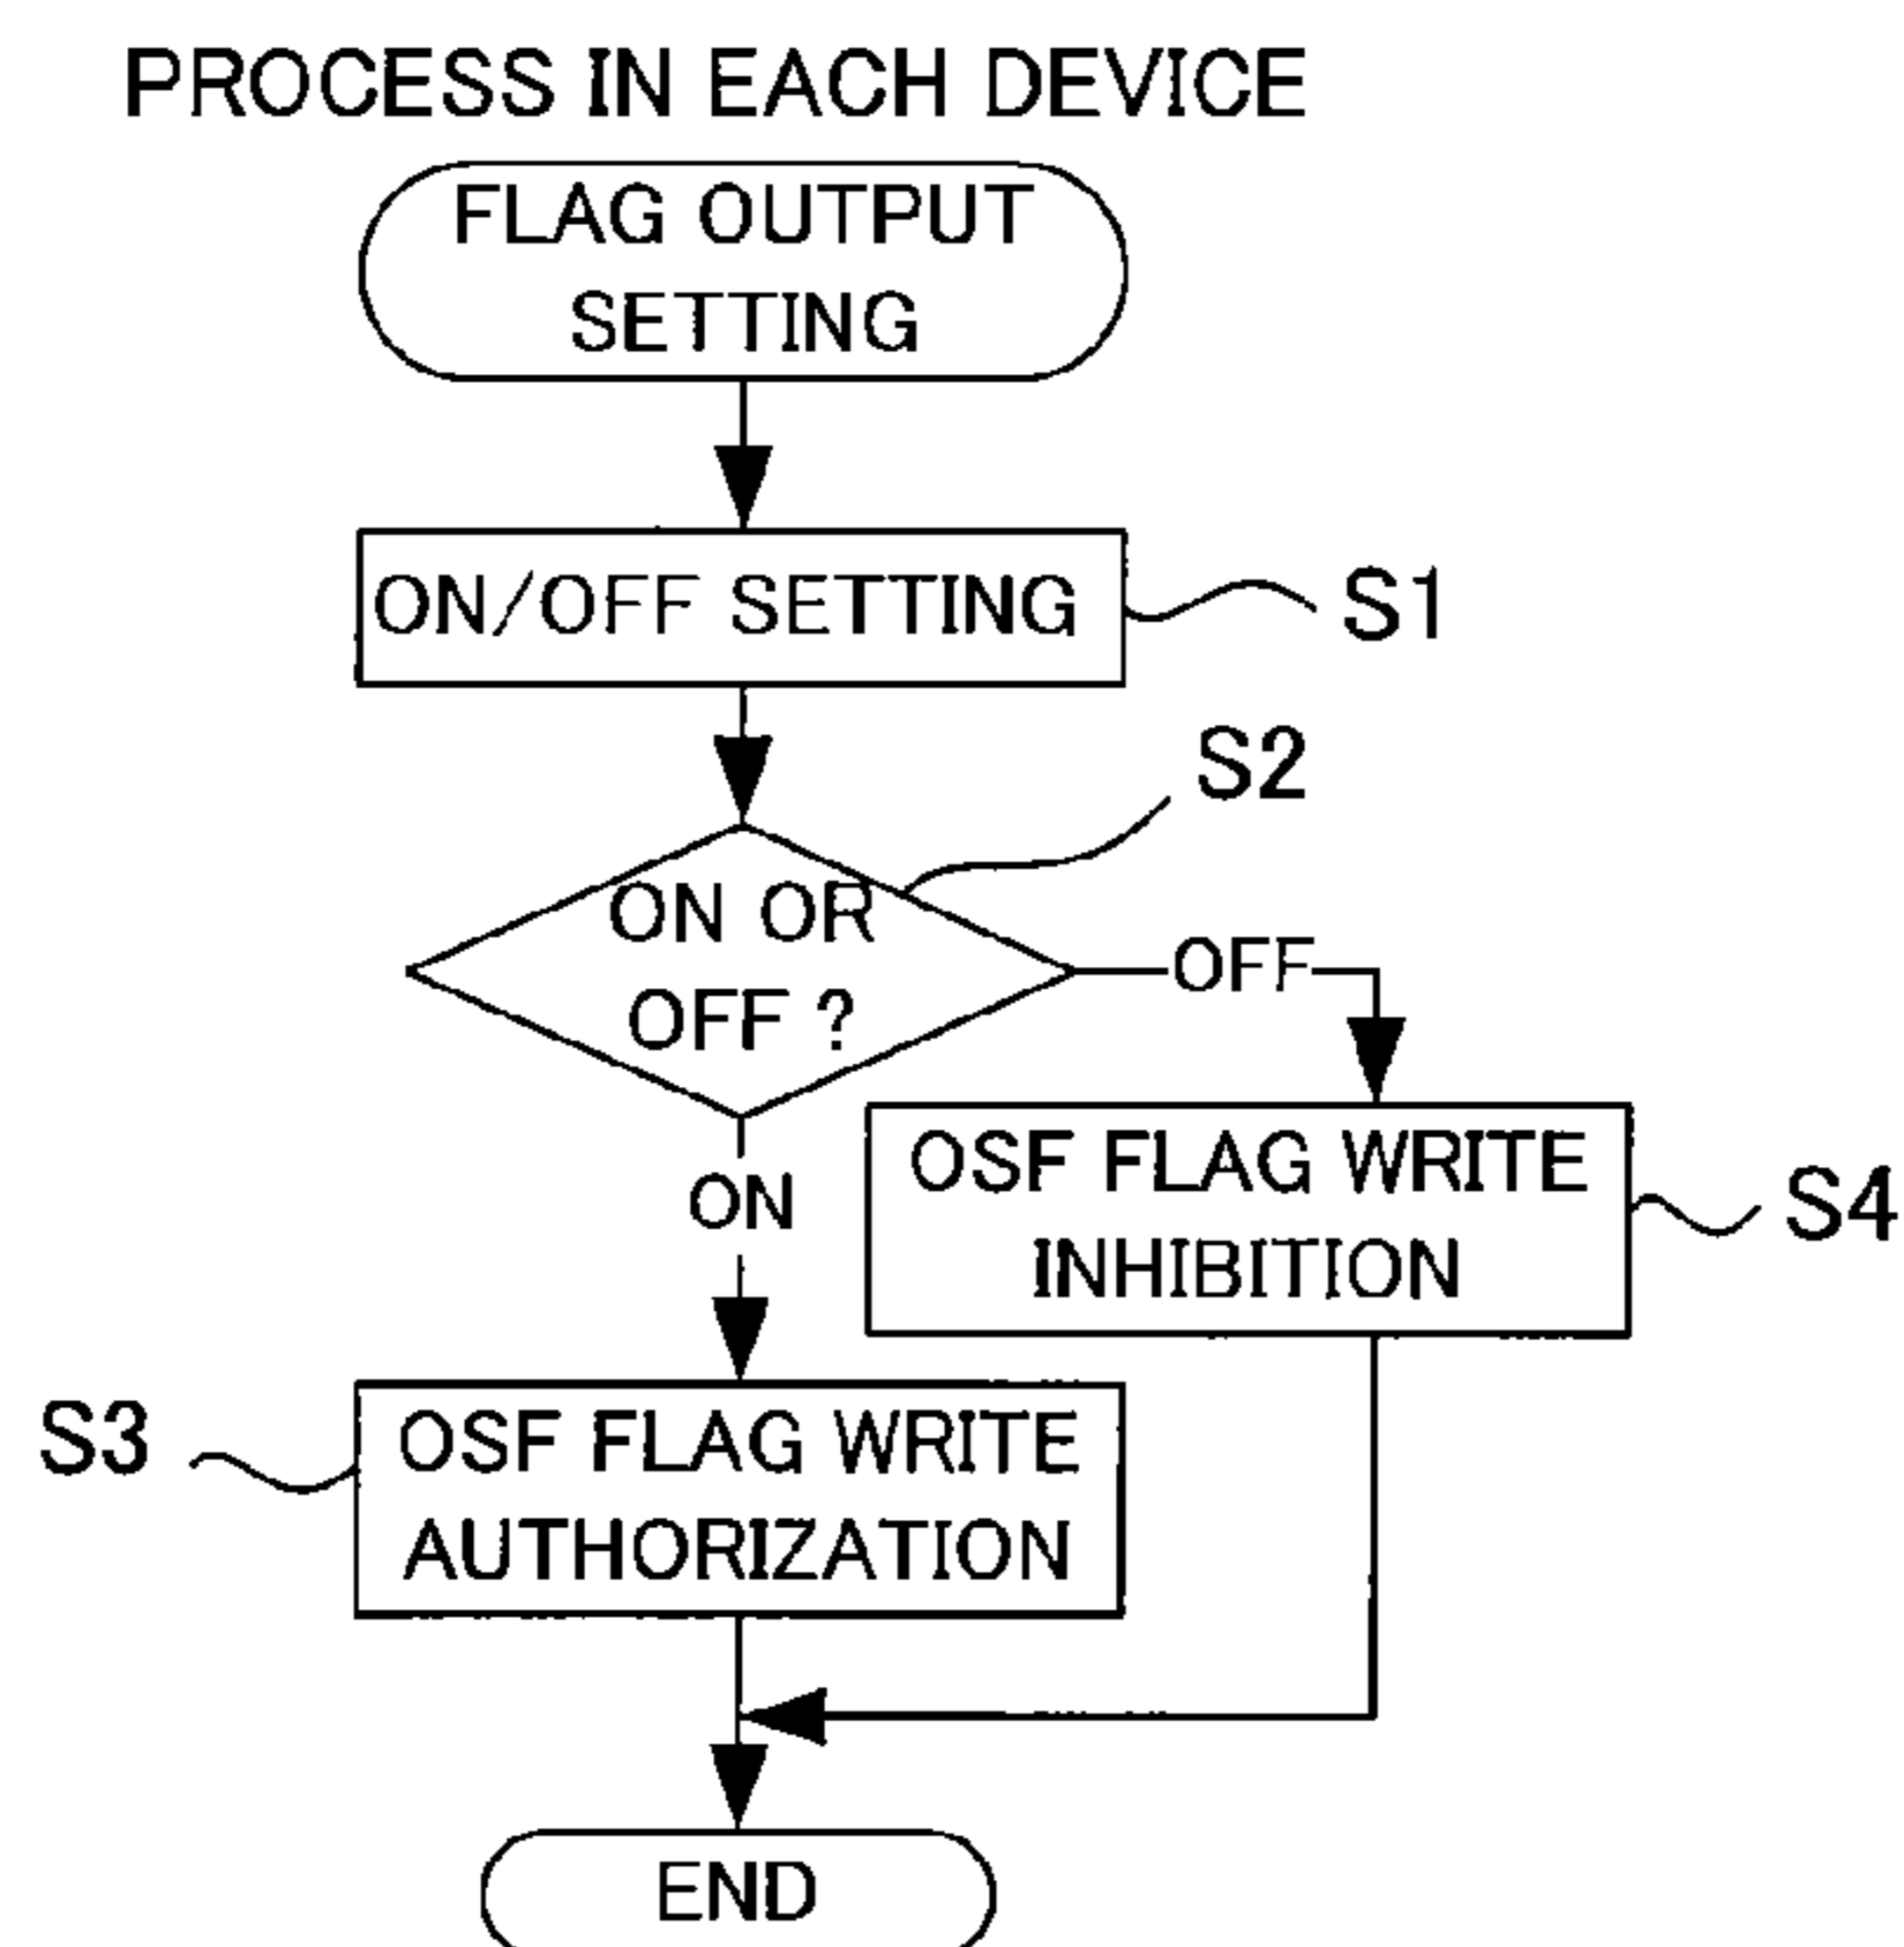 PROCESS IN EACH DEVICE
FLAG OUTPUT
SETTING
ON/OFF SETTING
S1
S2
ON OR
OFF ?
OFF
ON
OSF FLAG WRITE
INHIBITION
S4
S3
OSF FLAG WRITE
AUTHORIZATION
END